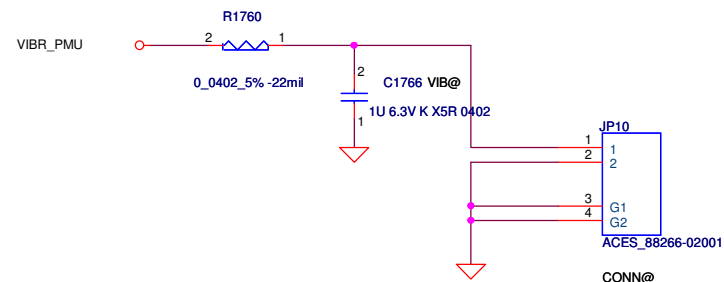 R1760
VIBR_PMU
2 1
0_0402_5% -22mil
2
C1766 VIB@
1U 6.3V K X5R 0402
1
JP10
1 1
2 2
3 G1
4 G2
ACES_88266-02001
CONN@